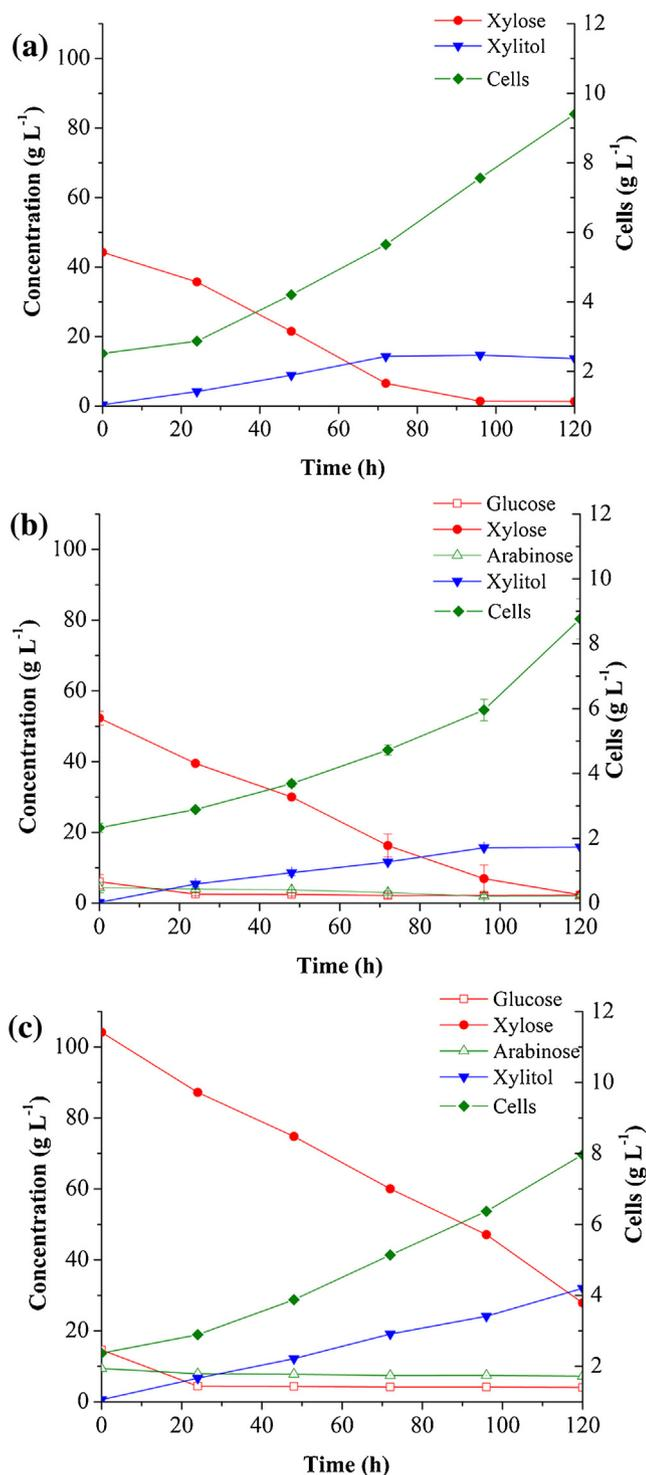 (a)
Xylose
Xylitol
Cells
Concentration (g L⁻¹)
100
80
60
40
20
0
12
10
8
6
4
2
Cells (g L⁻¹)
0 20 40 60 80 100 120
Time (h)
(b)
Glucose
Xylose
Arabinose
Xylitol
Cells
Concentration (g L⁻¹)
100
80
60
40
20
0
12
10
8
6
4
2
0
Cells (g L⁻¹)
0 20 40 60 80 100 120
Time (h)
(c)
Glucose
Xylose
Arabinose
Xylitol
Cells
Concentration (g L⁻¹)
100
80
60
40
20
0
12
10
8
6
4
2
Cells (g L⁻¹)
0 20 40 60 80 100 120
Time (h)